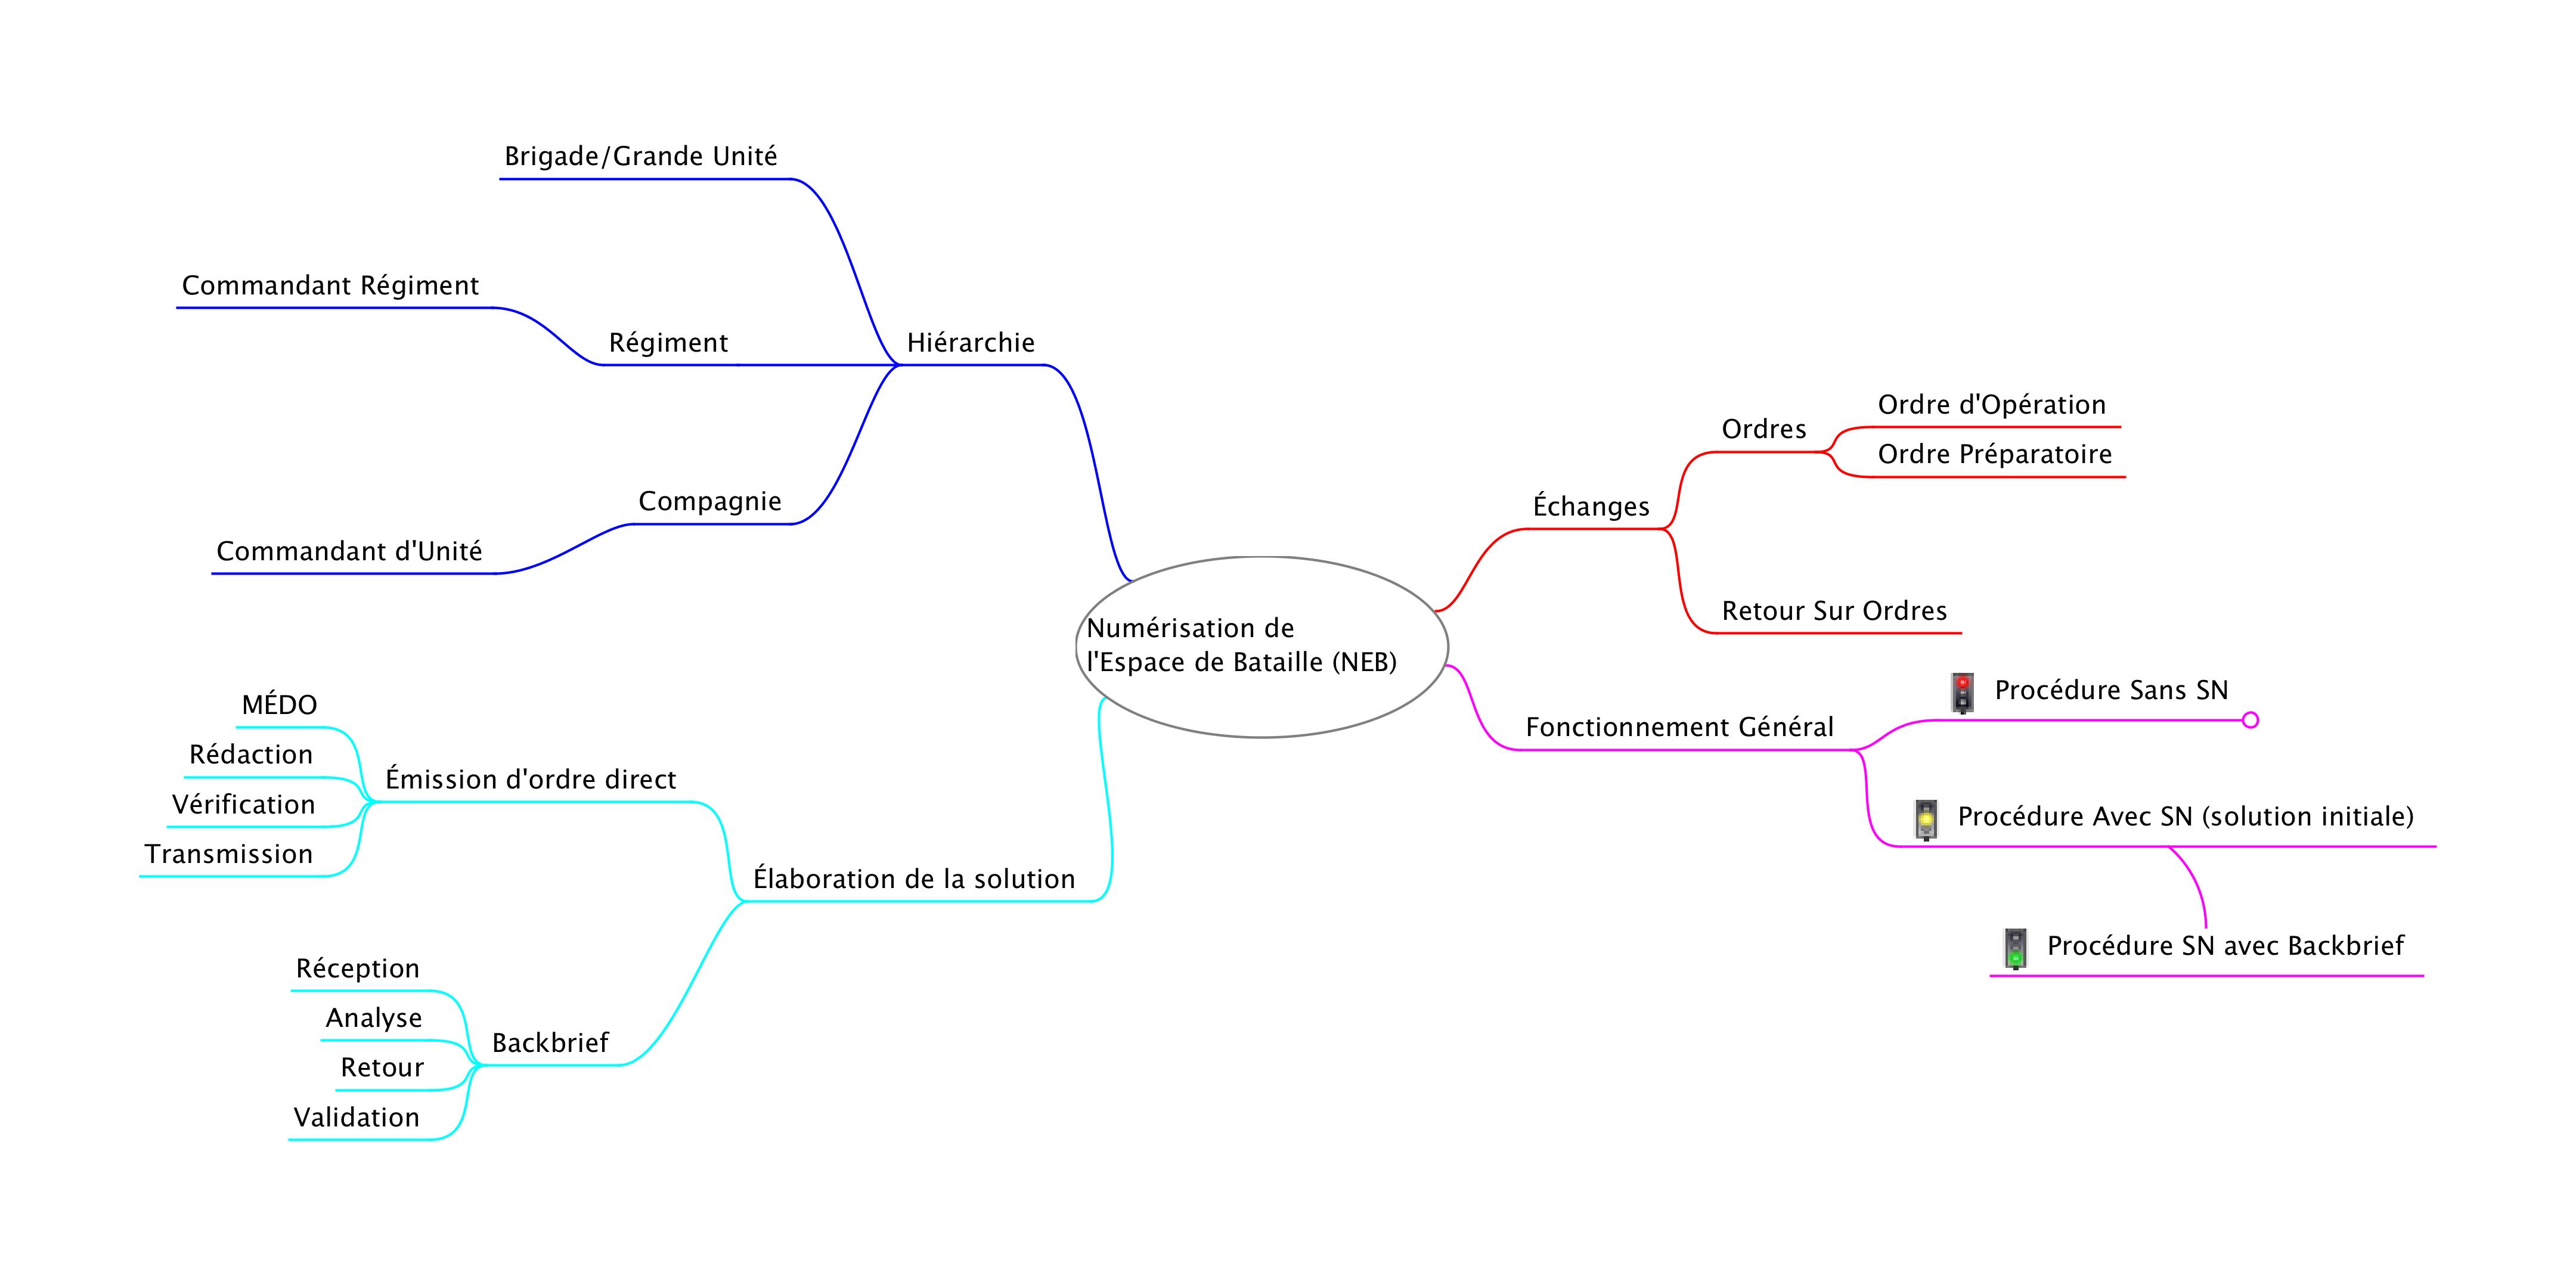 Brigade/Grande Unité
Commandant Régiment
Régiment
Hiérarchie
Compagnie
Commandant d'Unité
Numérisation de
l'Espace de Bataille (NEB)
Échanges
Ordres
Ordre d'Opération
Ordre Préparatoire
Retour Sur Ordres
Fonctionnement Général
Procédure Sans SN
Procédure Avec SN (solution initiale)
Procédure SN avec Backbrief
MÉDO
Rédaction
Vérification
Transmission
Émission d'ordre direct
Élaboration de la solution
Réception
Analyse
Retour
Validation
Backbrief